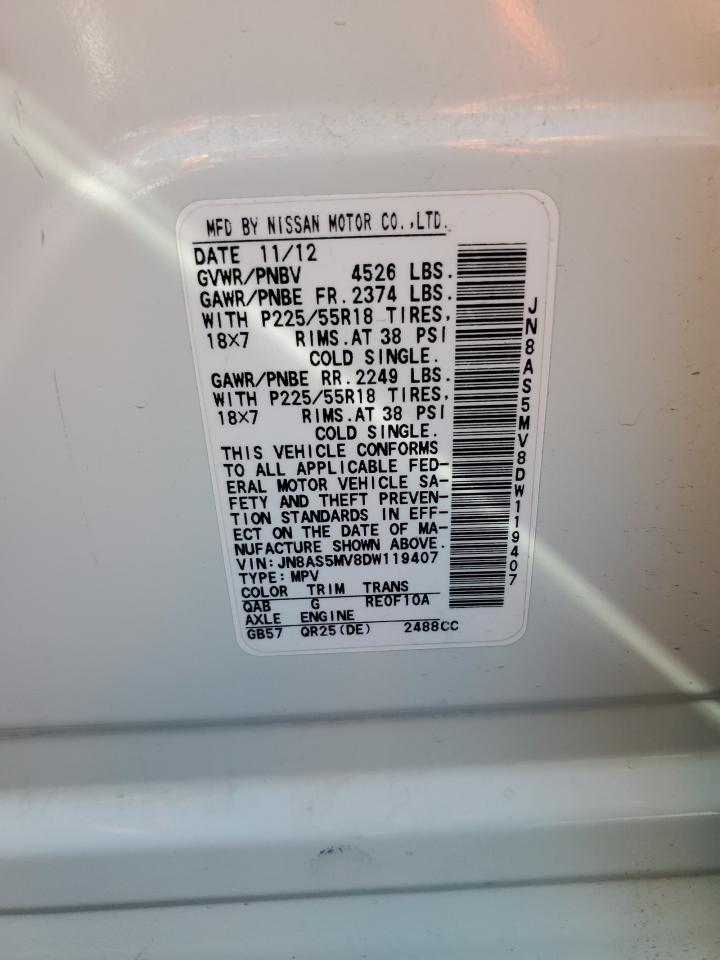 MFD BY NISSAN MOTOR CO.,LTD.
DATE 11/12
GVWR/PNBV 4526 LBS.
GAWR/PNBE FR. 2374 LBS.
WITH P225/55R18 TIRES,
18X7 RIMS.AT 38 PSI
COLD SINGLE.
GAWR/PNBE RR. 2249 LBS.
WITH P225/55R18 TIRES,
18X7 RIMS.AT 38 PSI
COLD SINGLE.
THIS VEHICLE CONFORMS
TO ALL APPLICABLE FED-
ERAL MOTOR VEHICLE SA-
FETY AND THEFT PREVEN-
TION STANDARDS IN EFF-
ECT ON THE DATE OF MA-
NUFACTURE SHOWN ABOVE.
VIN: JN8AS5MV8DW119407
TYPE: MPV
COLOR TRIM TRANS
QAB G RE0F10A
AXLE ENGINE
GB57 QR25(DE) 2488CC
JN8AS5MV8DW119407